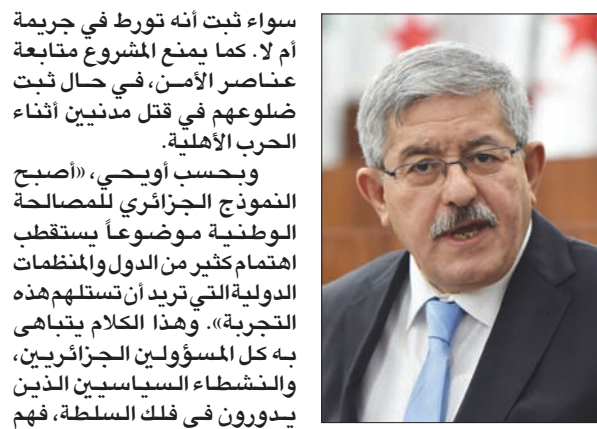 سواء ثبت أنه تورط في جريمة
أم لا. كما يمنع المشروع متابعة
عناصر الأمن، في حال ثبت
ضلوعهم في قتل مدنيين أثناء
الحرب الأهلية.
وبحسب أويحي، «أصبح
النموذج الجزائري للمصالحة
الوطنية موضوعاً يستقطب
اهتمام كثير من الدول والمنظمات
الدولية التي تريد أن تستلهم هذه
التجربة». وهذا الكلام يتباهى
به كل المسؤولين الجزائريين،
والنشطاء السياسيين الذين
يدورون في فلك السلطة، فهم